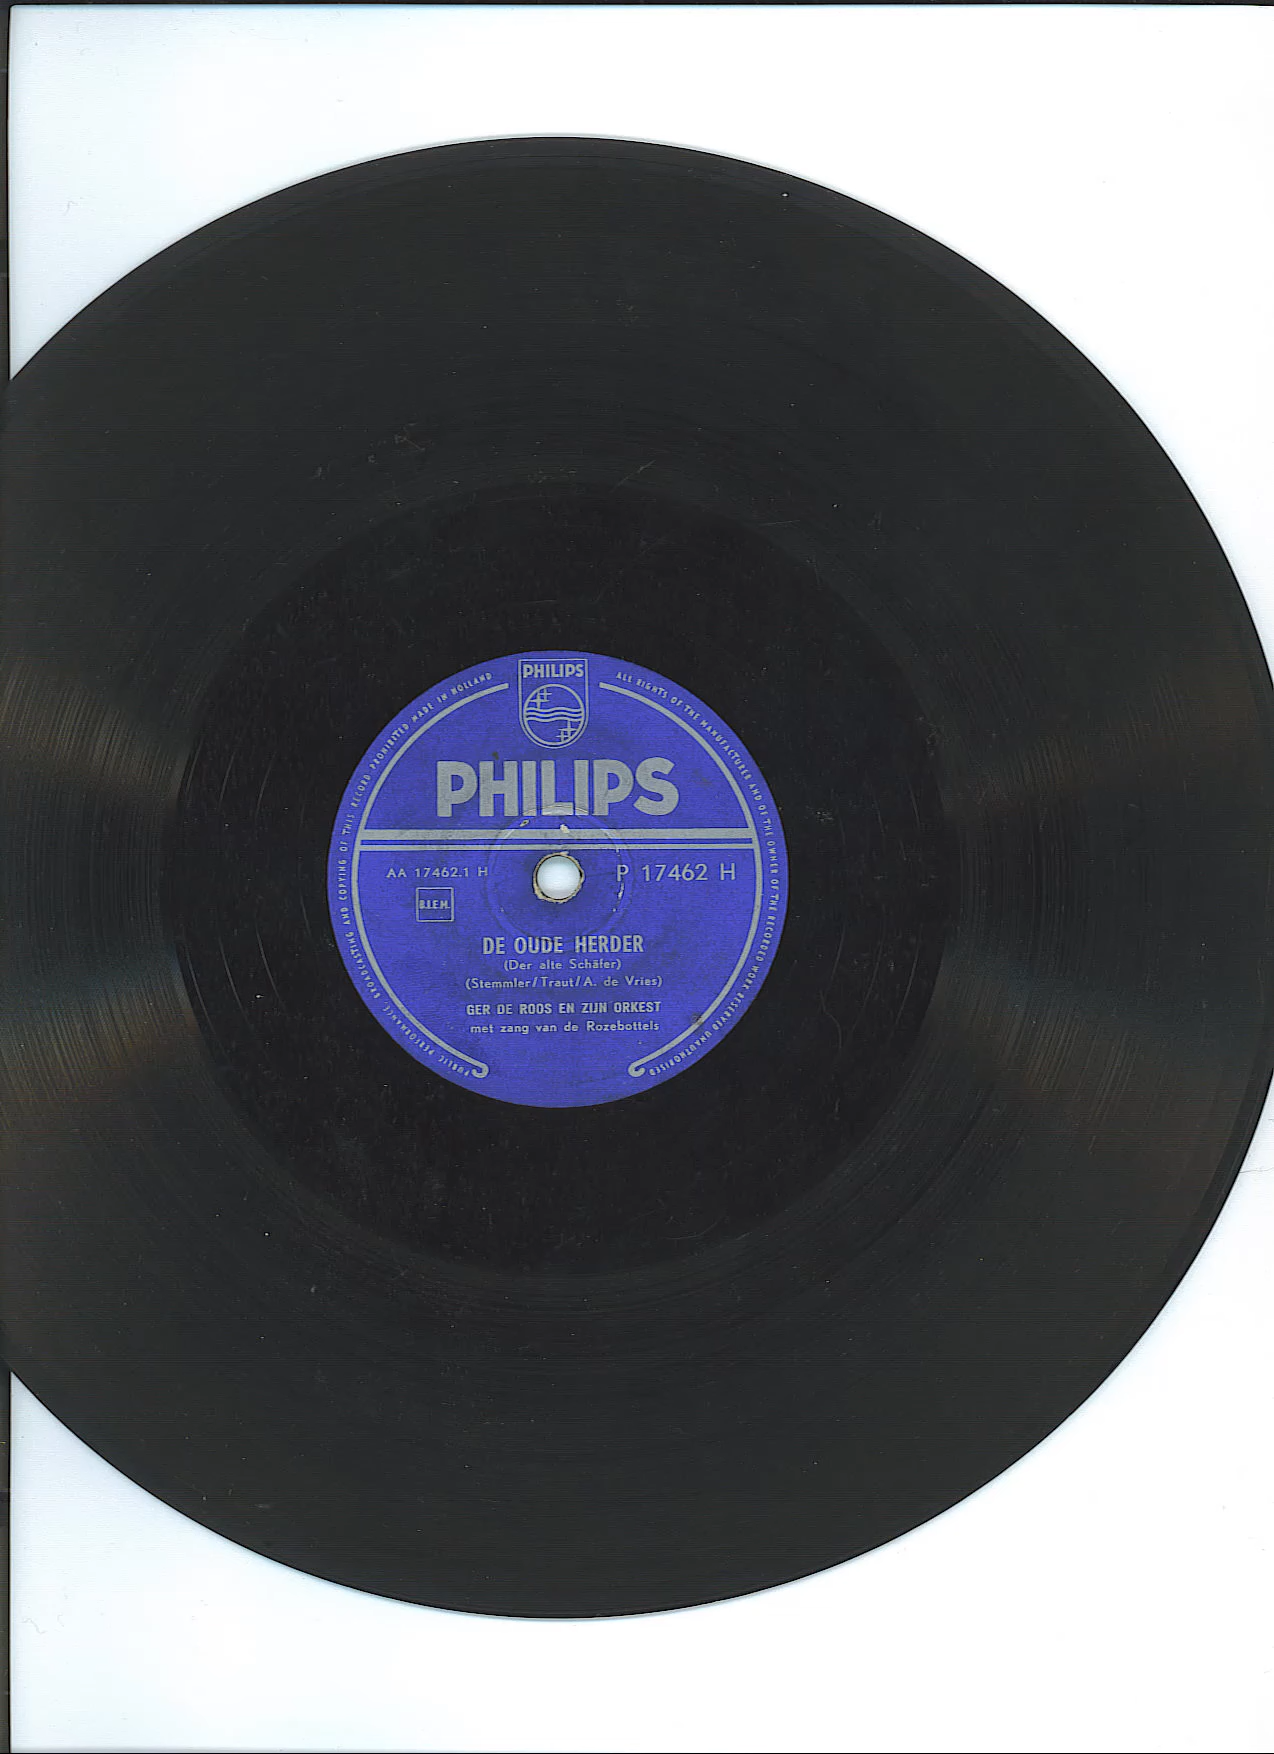 PHILIPS
ALL RIGHTS OF THE MANUFACTURER AND OF THE OWNER OF THE RECORDED WORK RESERVED UNAUTHORISED
PUBLIC PERFORMANCE BROADCASTING AND COPYING OF THIS RECORD PROHIBITED MADE IN HOLLAND
PHILIPS
AA 17462.1 H
P 17462 H
B.I.E.M.
DE OUDE HERDER
(Der alte Schäfer)
(Stemmler/Traut/A. de Vries)
GER DE ROOS EN ZIJN ORKEST
met zang van de Rozebottels